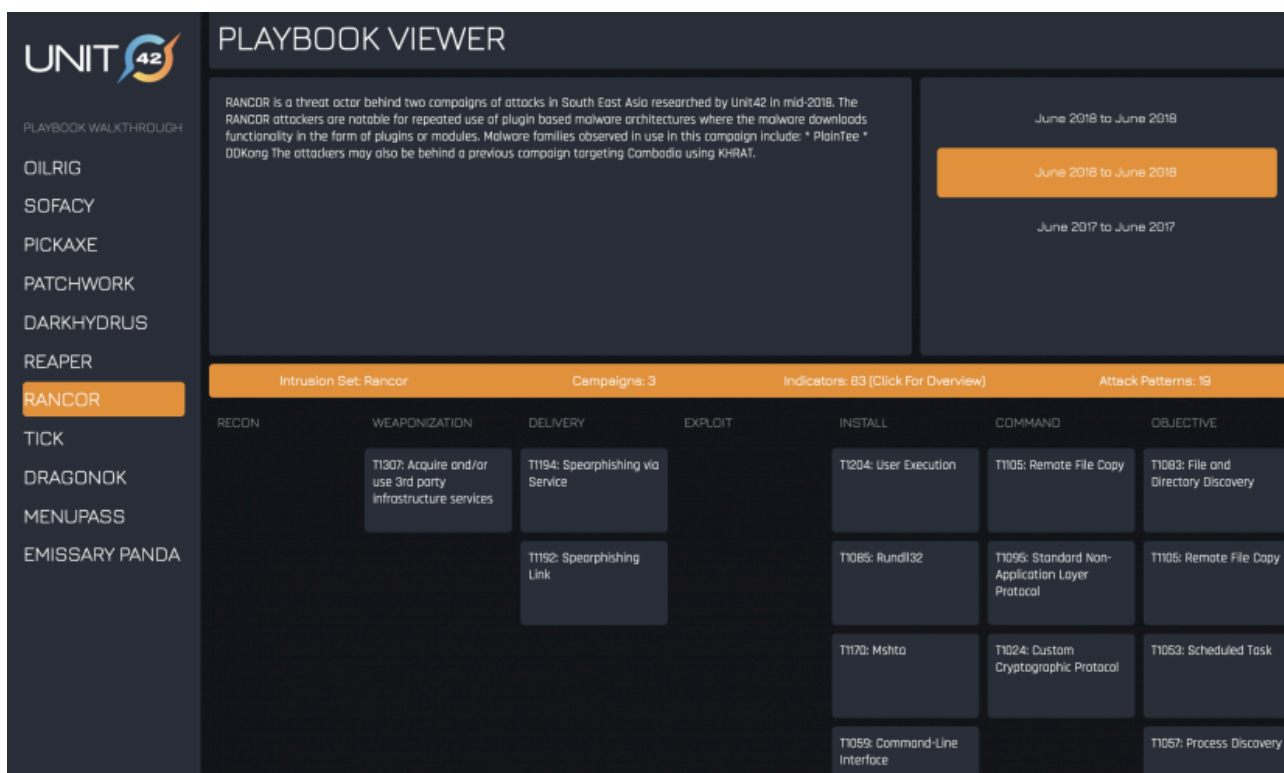 UNIT 42
PLAYBOOK VIEWER
PLAYBOOK WALKTHROUGH
OILRIG
SOFACY
PICKAXE
PATCHWORK
DARKHYDRUS
REAPER
RANCOR
TICK
DRAGONOK
MENUPASS
EMISSARY PANDA
RANCOR is a threat actor behind two campaigns of attacks in South East Asia researched by Unit42 in mid-2018. The
RANCOR attackers are notable for repeated use of plugin based malware architectures where the malware downloads
functionality in the form of plugins or modules. Malware families observed in use in this campaign include: * PlainTee *
DDKong The attackers may also be behind a previous campaign targeting Cambodia using KHRAT.
June 2018 to June 2018
June 2018 to June 2018
June 2017 to June 2017
Intrusion Set: Rancor Campaigns: 3 Indicators: 83 (Click For Overview) Attack Patterns: 19
RECON WEAPONIZATION DELIVERY EXPLOIT INSTALL COMMAND OBJECTIVE
T1307: Acquire and/or
use 3rd party
infrastructure services
T1194: Spearphishing via
Service
T1204: User Execution
T1105: Remote File Copy
T1083: File and
Directory Discovery
T1192: Spearphishing
Link
T1085: Rundll32
T1095: Standard Non-
Application Layer
Protocol
T1105: Remote File Copy
T1170: Mshta
T1024: Custom
Cryptographic Protocol
T1053: Scheduled Task
T1059: Command-Line
Interface
T1057: Process Discovery